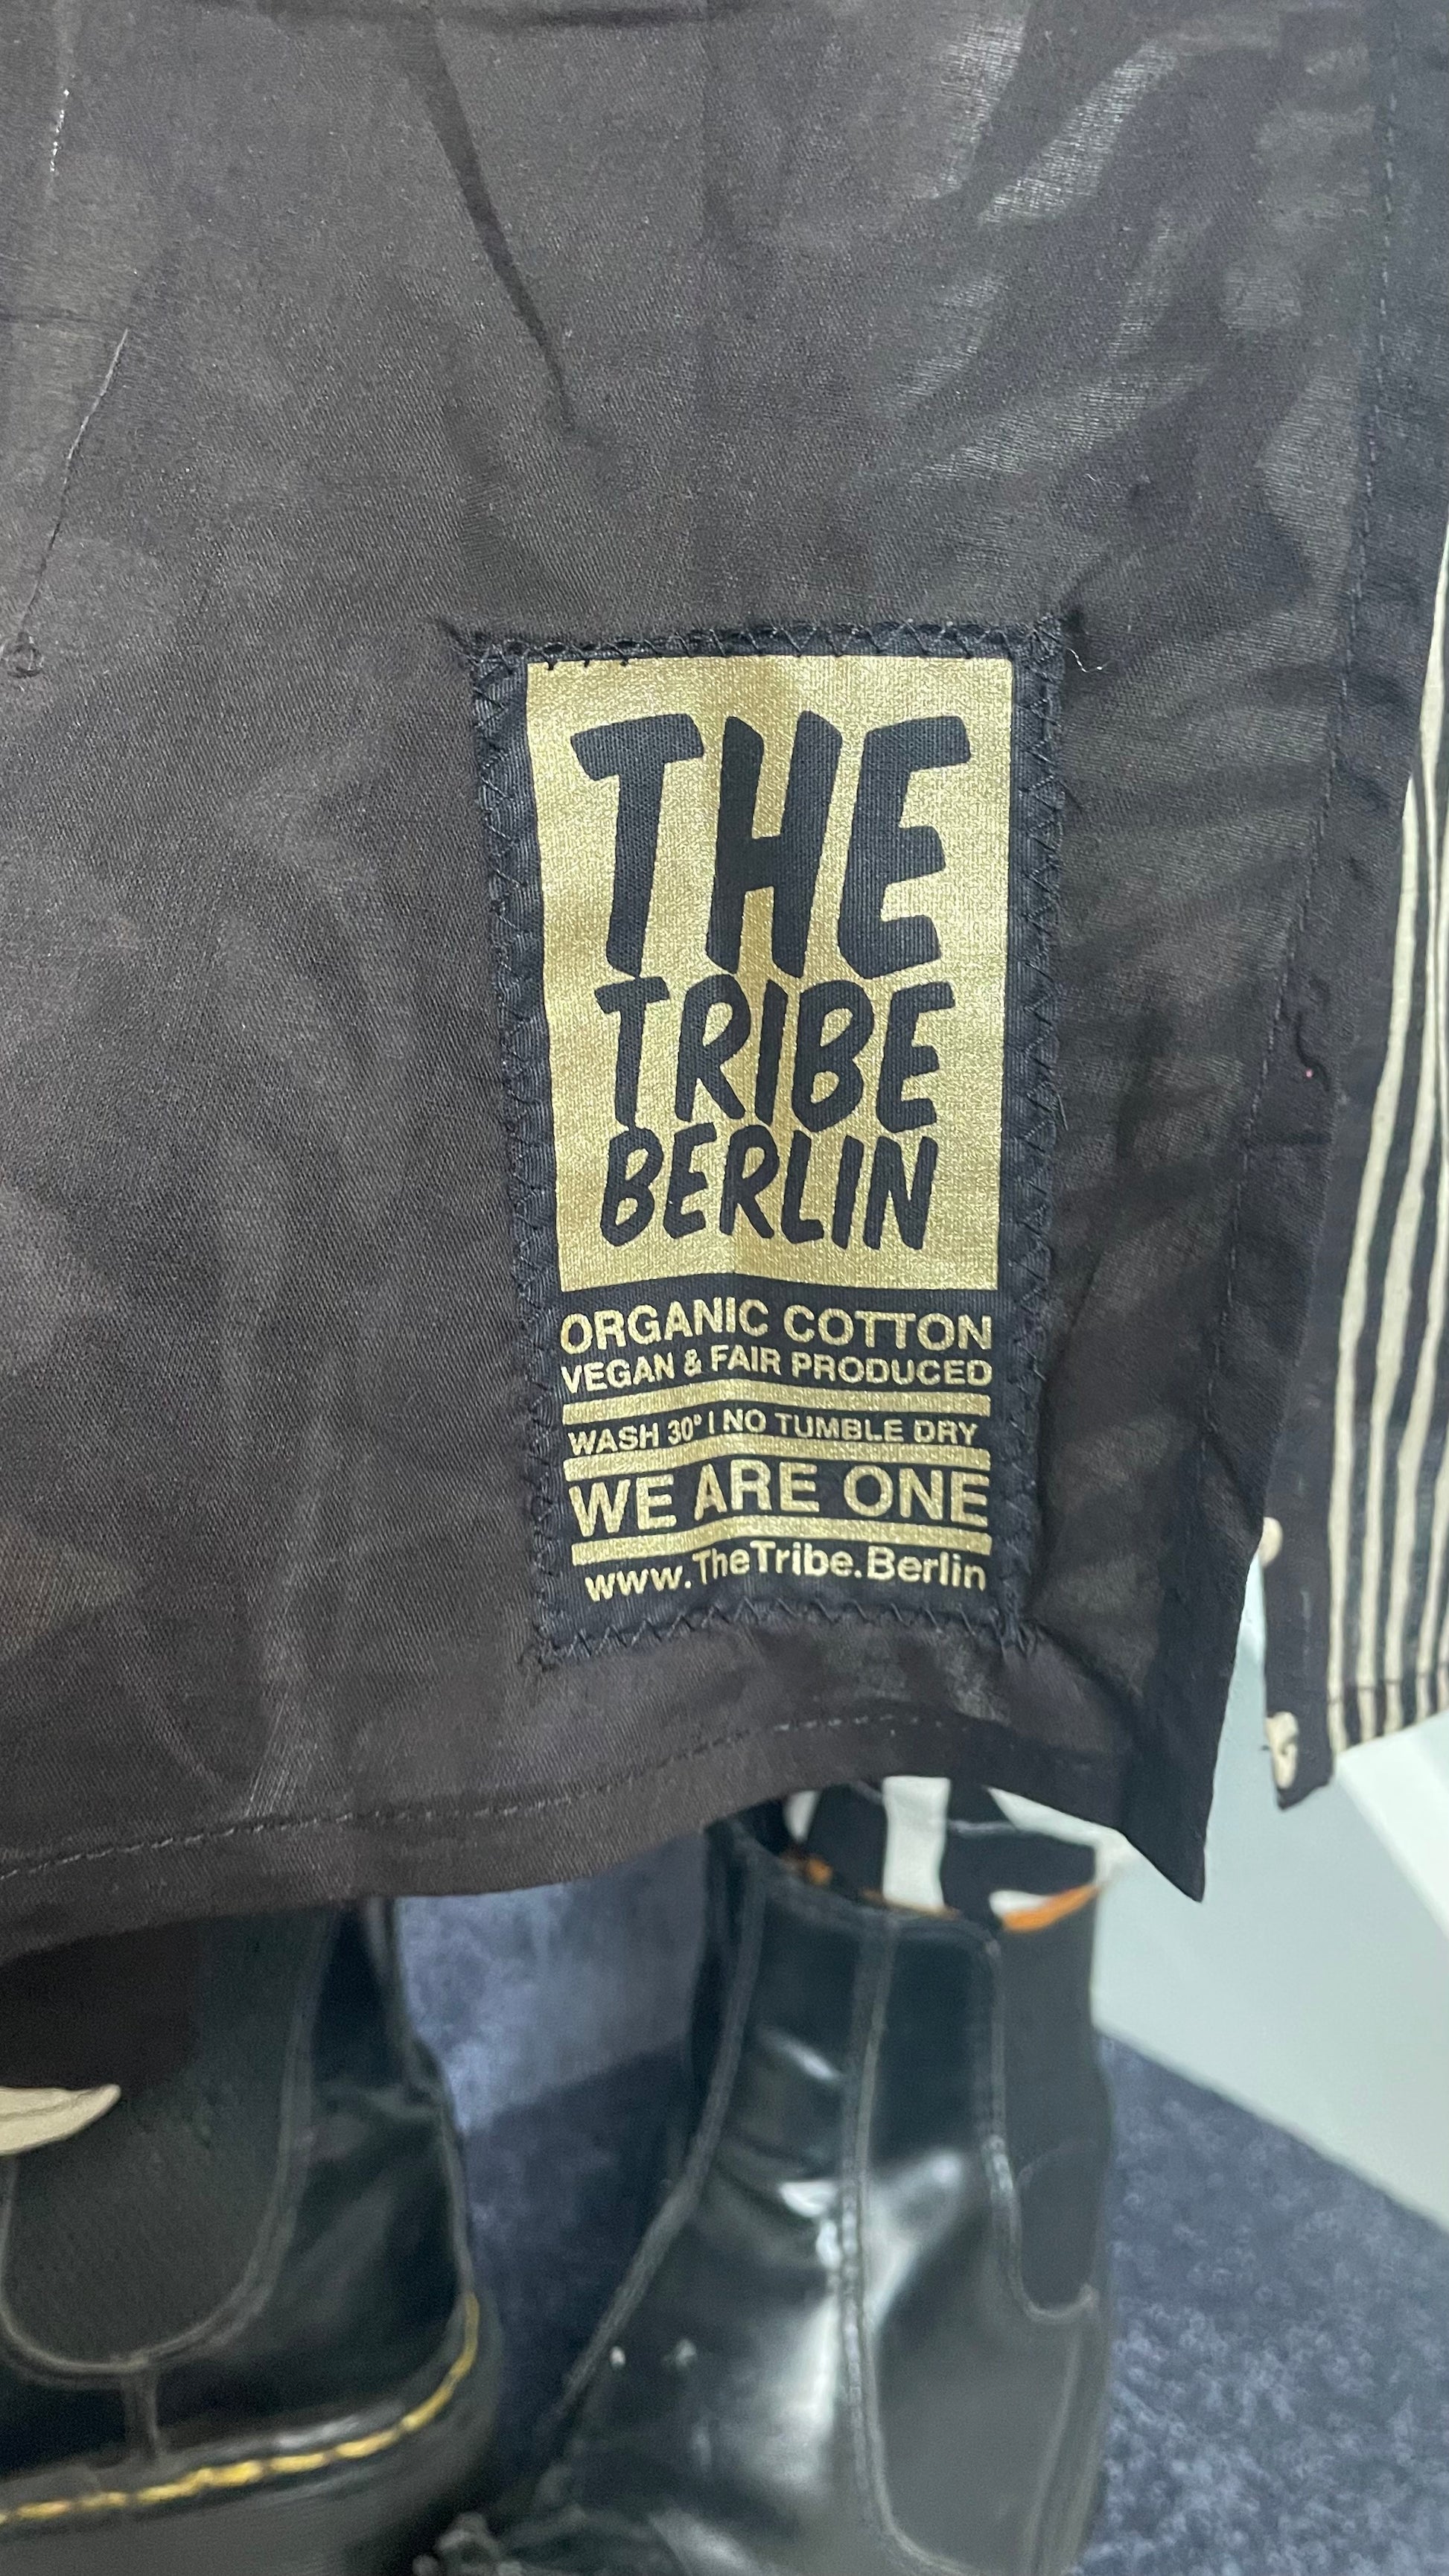 THE
TRIBE
BERLIN
ORGANIC COTTON
VEGAN & FAIR PRODUCED
WASH 30° | NO TUMBLE DRY
WE ARE ONE
www.TheTribe.Berlin